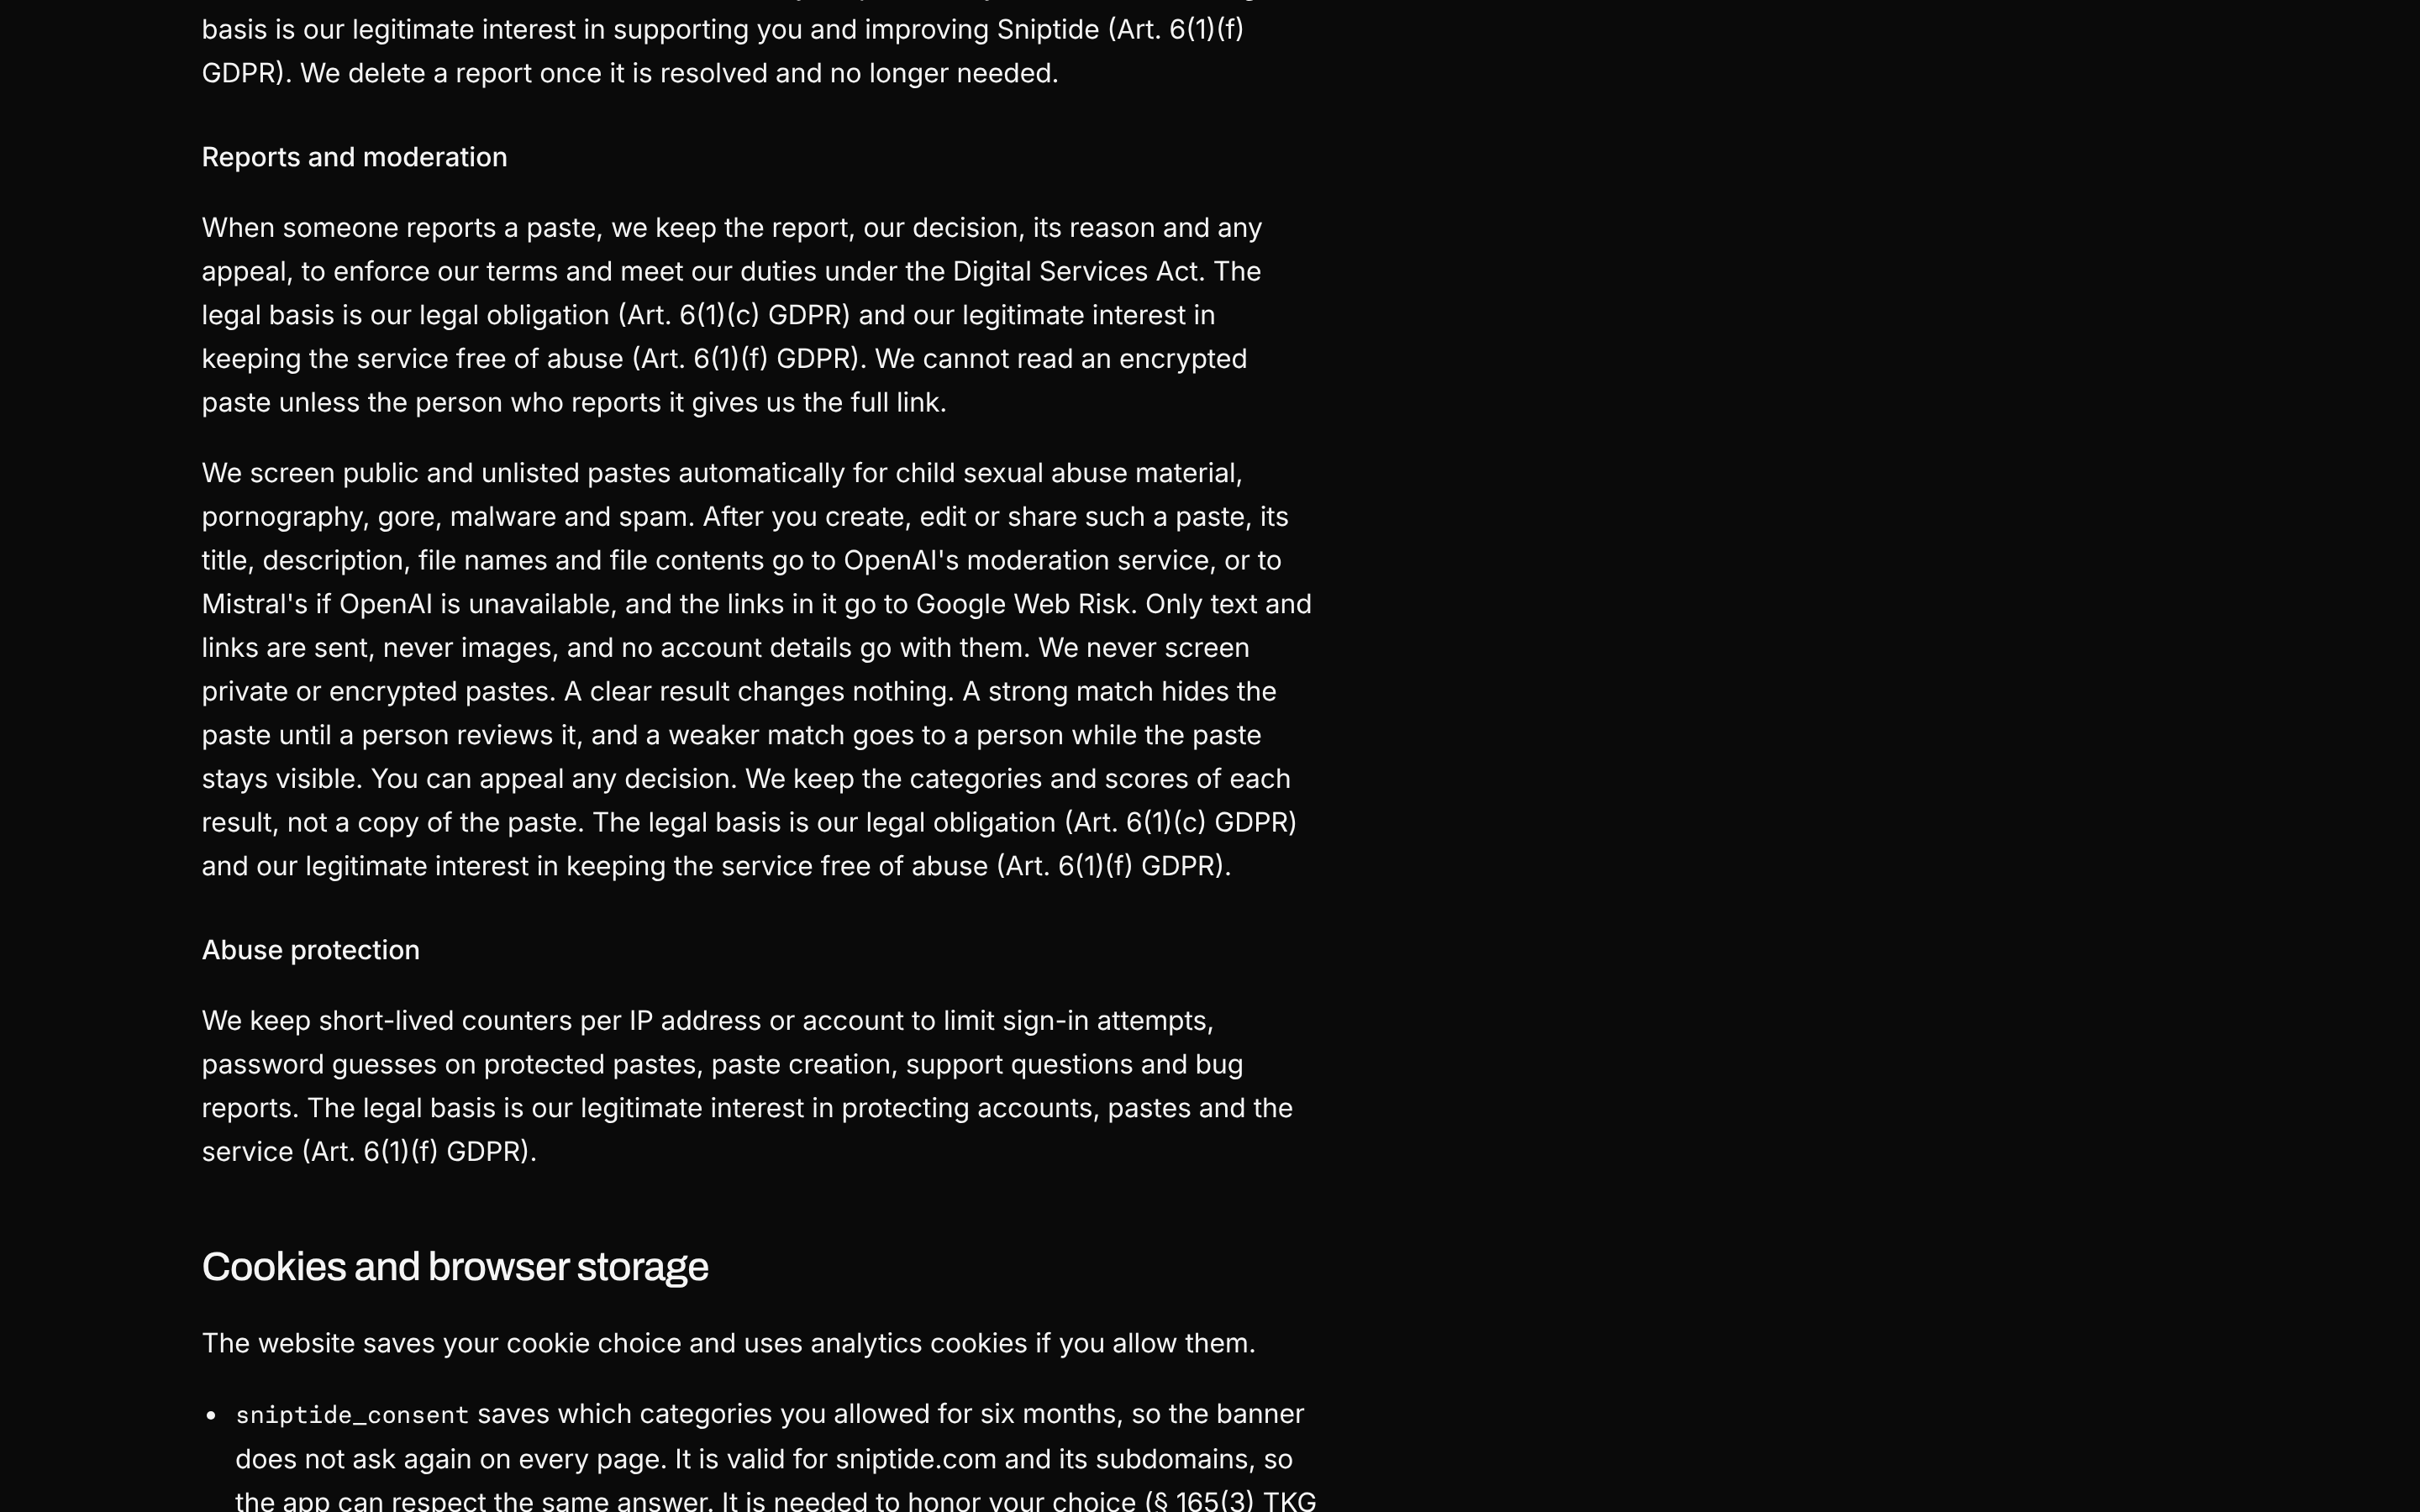 basis is our legitimate interest in supporting you and improving Sniptide (Art. 6(1)(f)
GDPR). We delete a report once it is resolved and no longer needed.
Reports and moderation
When someone reports a paste, we keep the report, our decision, its reason and any
appeal, to enforce our terms and meet our duties under the Digital Services Act. The
legal basis is our legal obligation (Art. 6(1)(c) GDPR) and our legitimate interest in
keeping the service free of abuse (Art. 6(1)(f) GDPR). We cannot read an encrypted
paste unless the person who reports it gives us the full link.
We screen public and unlisted pastes automatically for child sexual abuse material,
pornography, gore, malware and spam. After you create, edit or share such a paste, its
title, description, file names and file contents go to OpenAI's moderation service, or to
Mistral's if OpenAI is unavailable, and the links in it go to Google Web Risk. Only text and
links are sent, never images, and no account details go with them. We never screen
private or encrypted pastes. A clear result changes nothing. A strong match hides the
paste until a person reviews it, and a weaker match goes to a person while the paste
stays visible. You can appeal any decision. We keep the categories and scores of each
result, not a copy of the paste. The legal basis is our legal obligation (Art. 6(1)(c) GDPR)
and our legitimate interest in keeping the service free of abuse (Art. 6(1)(f) GDPR).
Abuse protection
We keep short-lived counters per IP address or account to limit sign-in attempts,
password guesses on protected pastes, paste creation, support questions and bug
reports. The legal basis is our legitimate interest in protecting accounts, pastes and the
service (Art. 6(1)(f) GDPR).
Cookies and browser storage
The website saves your cookie choice and uses analytics cookies if you allow them.
• sniptide_consent saves which categories you allowed for six months, so the banner
does not ask again on every page. It is valid for sniptide.com and its subdomains, so
the app can respect the same answer. It is needed to honor your choice (§ 165(3) TKG